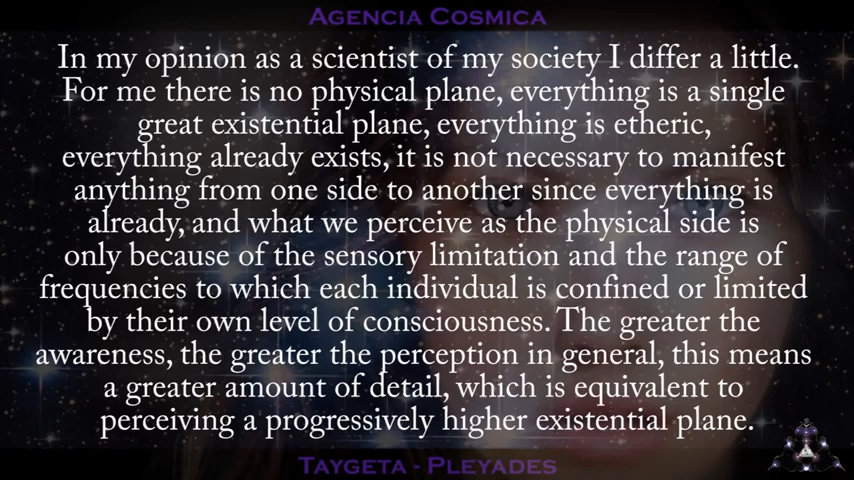 AGENCIA COSMICA
In my opinion as a scientist of my society I differ a little.
For me there is no physical plane, everything is a single
great existential plane, everything is etheric,
everything already exists, it is not necessary to manifest
anything from one side to another since everything is
already, and what we perceive as the physical side is
only because of the sensory limitation and the range of
frequencies to which each individual is confined or limited
by their own level of consciousness. The greater the
awareness, the greater the perception in general, this means
a greater amount of detail, which is equivalent to
perceiving a progressively higher existential plane.
TAYGETA - PLEYADES